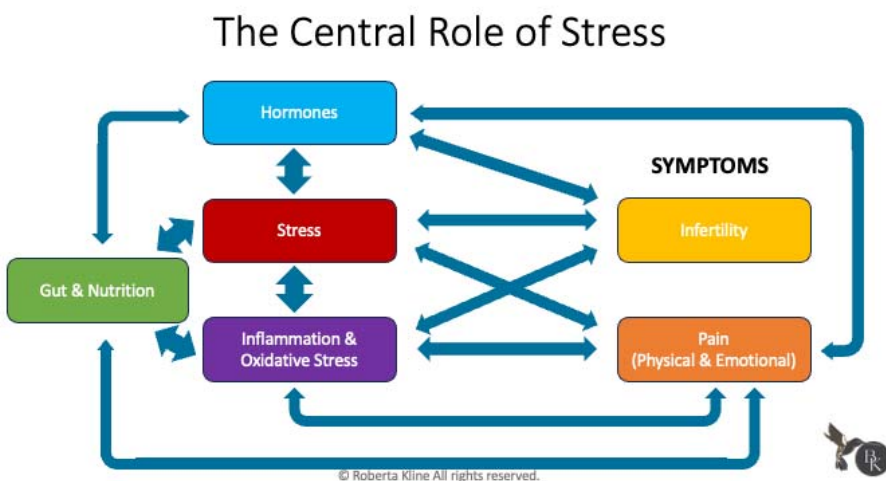 The Central Role of Stress
Hormones
SYMPTOMS
Stress
Infertility
Gut & Nutrition
Inflammation &
Oxidative Stress
Pain
(Physical & Emotional)
© Roberta Kline All rights reserved.
BK